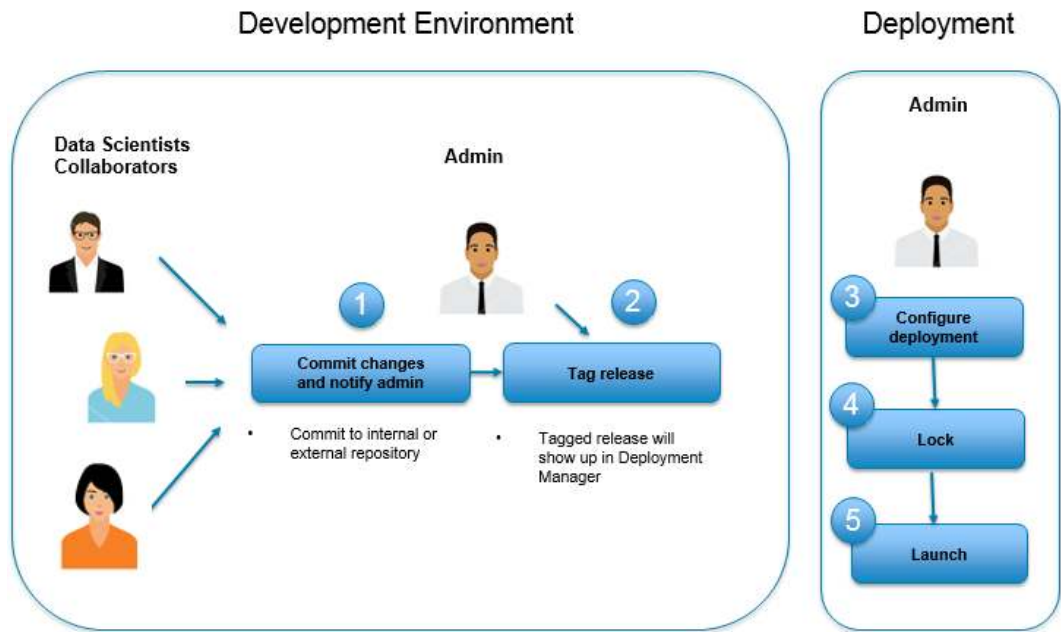 Development Environment
Deployment
Data Scientists
Collaborators
Admin
1
2
Commit changes
and notify admin
Tag release
• Commit to internal or
external repository
• Tagged release will
show up in Deployment
Manager
Admin
3
Configure
deployment
4
Lock
5
Launch